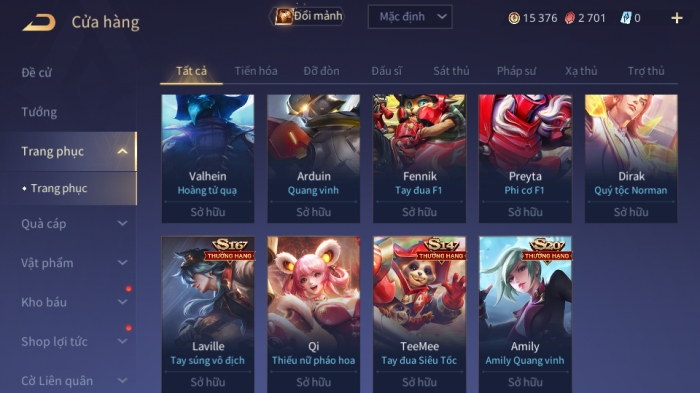 Cửa hàng
Đổi mảnh
Mặc định
15 376
2 701
0
Đề cử
Tướng
Trang phục
Trang phục
Quà cáp
Vật phẩm
Kho báu
Shop lợi tức
Cờ Liên quân
Tất cả
Tiến hóa
Đỡ đòn
Đấu sĩ
Sát thủ
Pháp sư
Xạ thủ
Trợ thủ
Valhein
Hoàng tử quạ
Sở hữu
Arduin
Quang vinh
Sở hữu
Fennik
Tay đua F1
Sở hữu
Preyta
Phi cơ F1
Sở hữu
Dirak
Quý tộc Norman
Sở hữu
S16
THƯỞNG HẠNG
Laville
Tay súng vô địch
Sở hữu
Qi
Thiếu nữ pháo hoa
Sở hữu
S14
THƯỞNG HẠNG
TeeMee
Tay đua Siêu Tốc
Sở hữu
S20
THƯỞNG HẠNG
Amily
Amily Quang vinh
Sở hữu